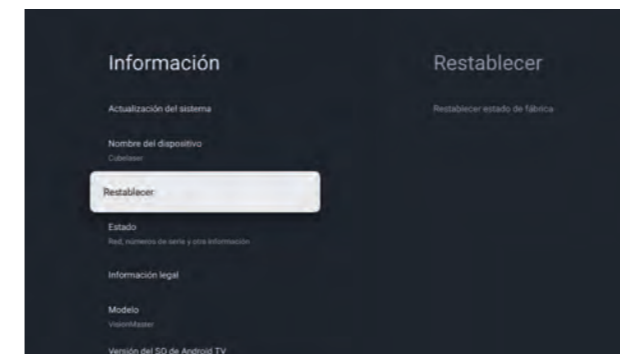 Información
Actualización del sistema
Nombre del dispositivo
Cubelaser
Restablecer
Estado
Red, números de serie y otra información
Información legal
Modelo
VisionMaster
Versión del SO de Android TV
Restablecer
Restablecer estado de fábrica